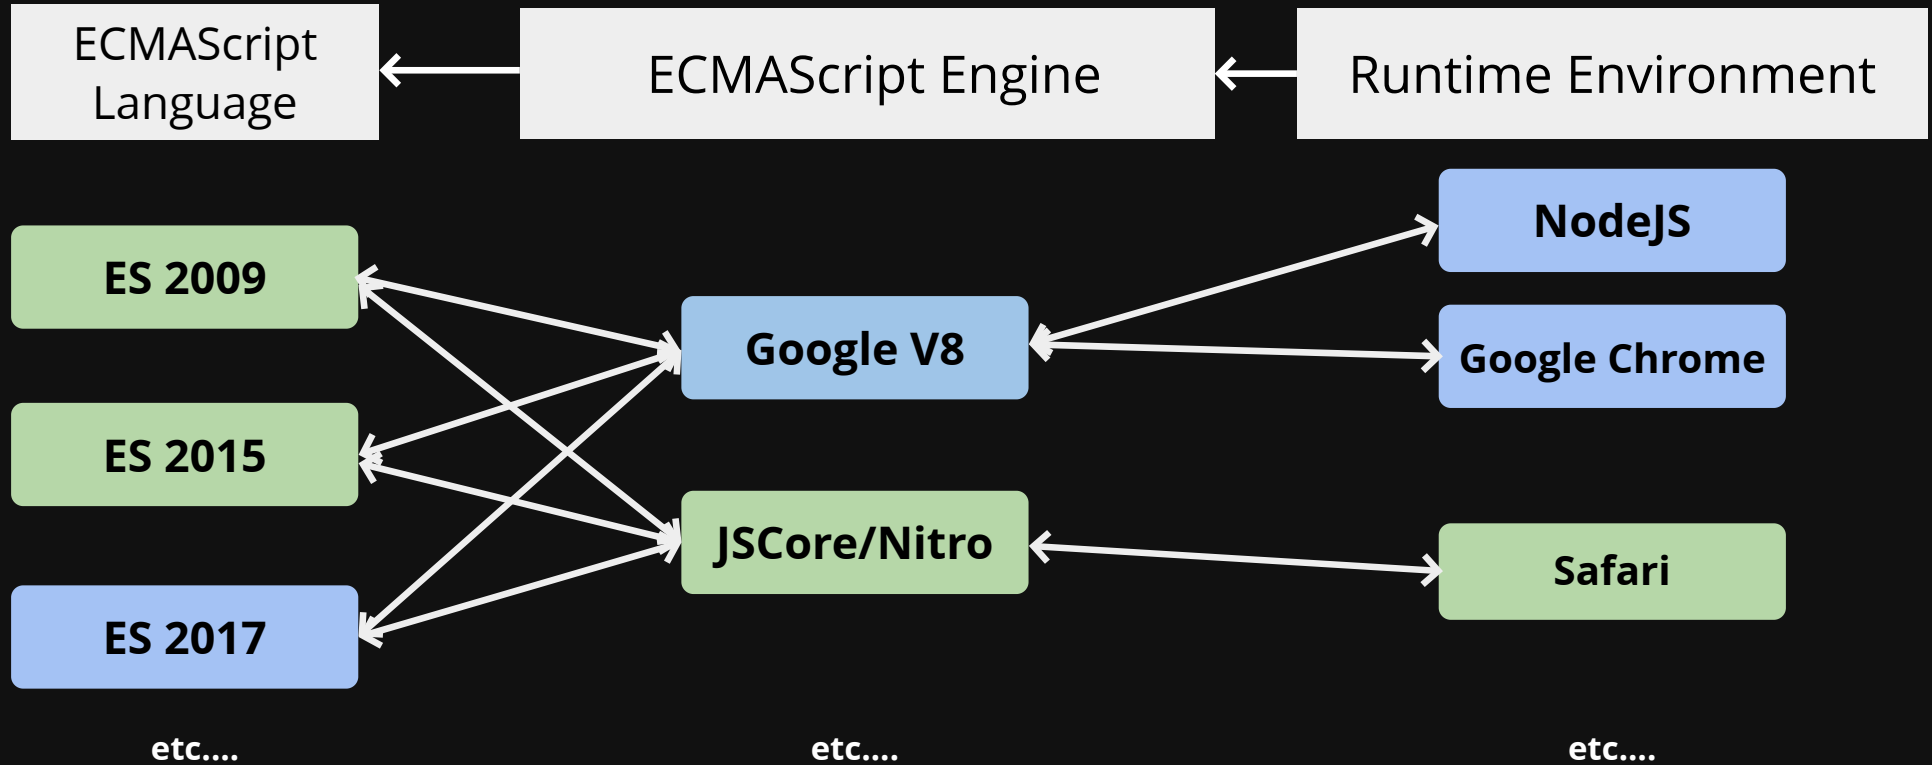 ECMAScript
Language
ECMAScript Engine
Runtime Environment
ES 2009
ES 2015
ES 2017
etc....
Google V8
JSCore/Nitro
etc....
NodeJS
Google Chrome
Safari
etc....